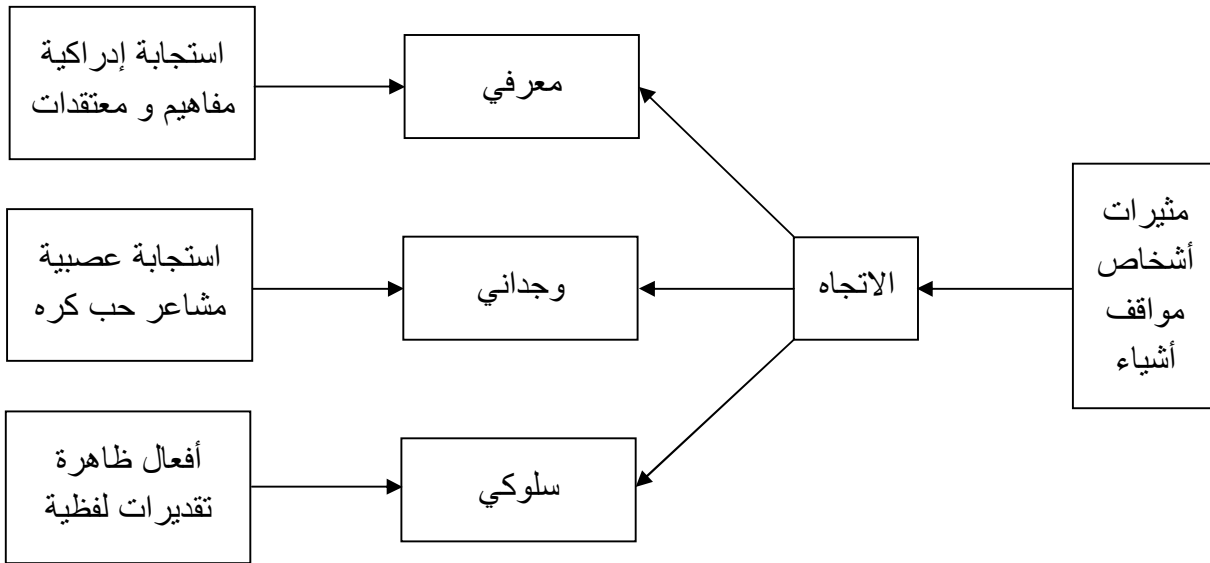 مثيرات
أشخاص
مواقف
أشياء
الاتجاه
معرفي
وجداني
سلوكي
استجابة إدراكية
مفاهيم و معتقدات
استجابة عصبية
مشاعر حب كره
أفعال ظاهرة
تقديرات لفظية